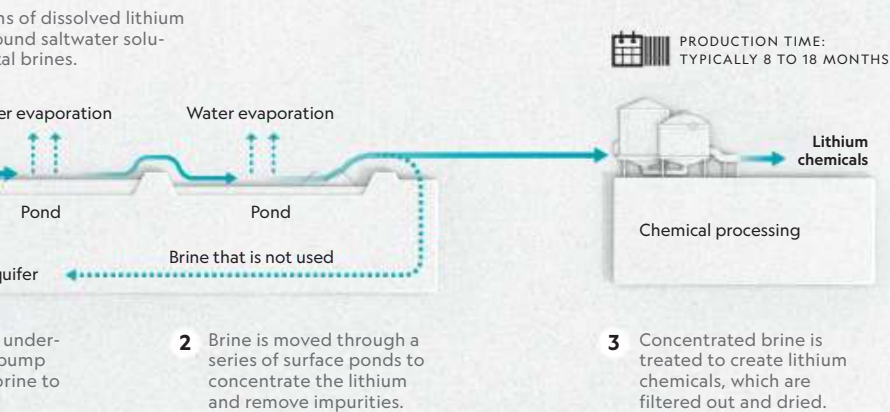 ns of dissolved lithium
ound saltwater solu-
tal brines.
PRODUCTION TIME:
TYPICALLY 8 TO 18 MONTHS
er evaporation
Water evaporation
Lithium
chemicals
Pond
Pond
Chemical processing
Brine that is not used
quifer
under-
pump
orine to
2 Brine is moved through a
series of surface ponds to
concentrate the lithium
and remove impurities.
3 Concentrated brine is
treated to create lithium
chemicals, which are
filtered out and dried.